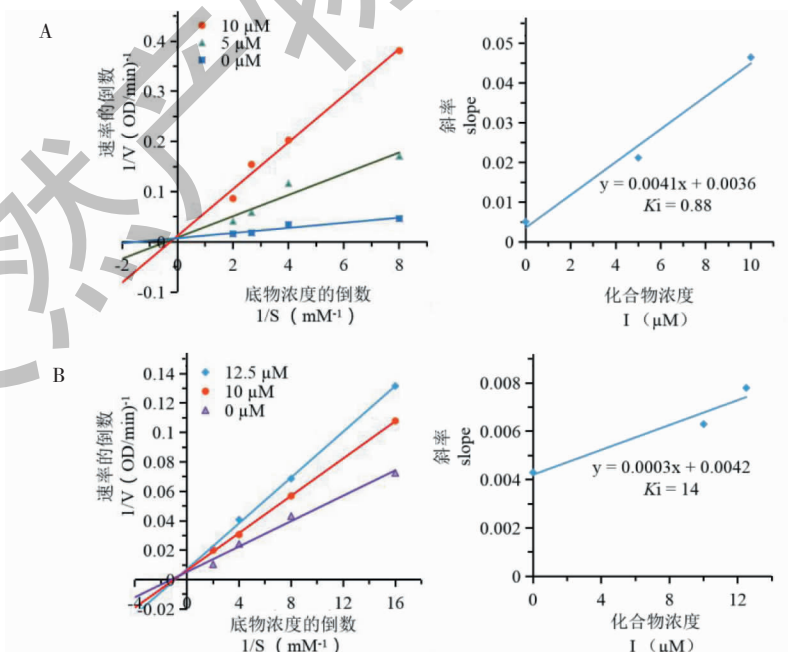 A
10 μM
5 μM
0 μM
速率的倒数
1/V ( OD/min)-1
0.4
0.3
0.2
0.1
0
-0.1
-2 0 2 4 6 8
底物浓度的倒数
1/S ( mM-1 )
斜率
slope
0.05
0.04
0.03
0.02
0.01
0
y = 0.0041x + 0.0036
Ki = 0.88
0 2 4 6 8 10
化合物浓度
I (μM)
B
12.5 μM
10 μM
0 μM
速率的倒数
1/V ( OD/min)-1
0.14
0.12
0.1
0.08
0.06
0.04
0.02
0
-0.02
-4 0 4 8 12 16
底物浓度的倒数
1/S ( mM-1 )
斜率
slope
0.008
0.006
0.004
0.002
0
y = 0.0003x + 0.0042
Ki = 14
0 4 8 12
化合物浓度
I (μM)
然产物